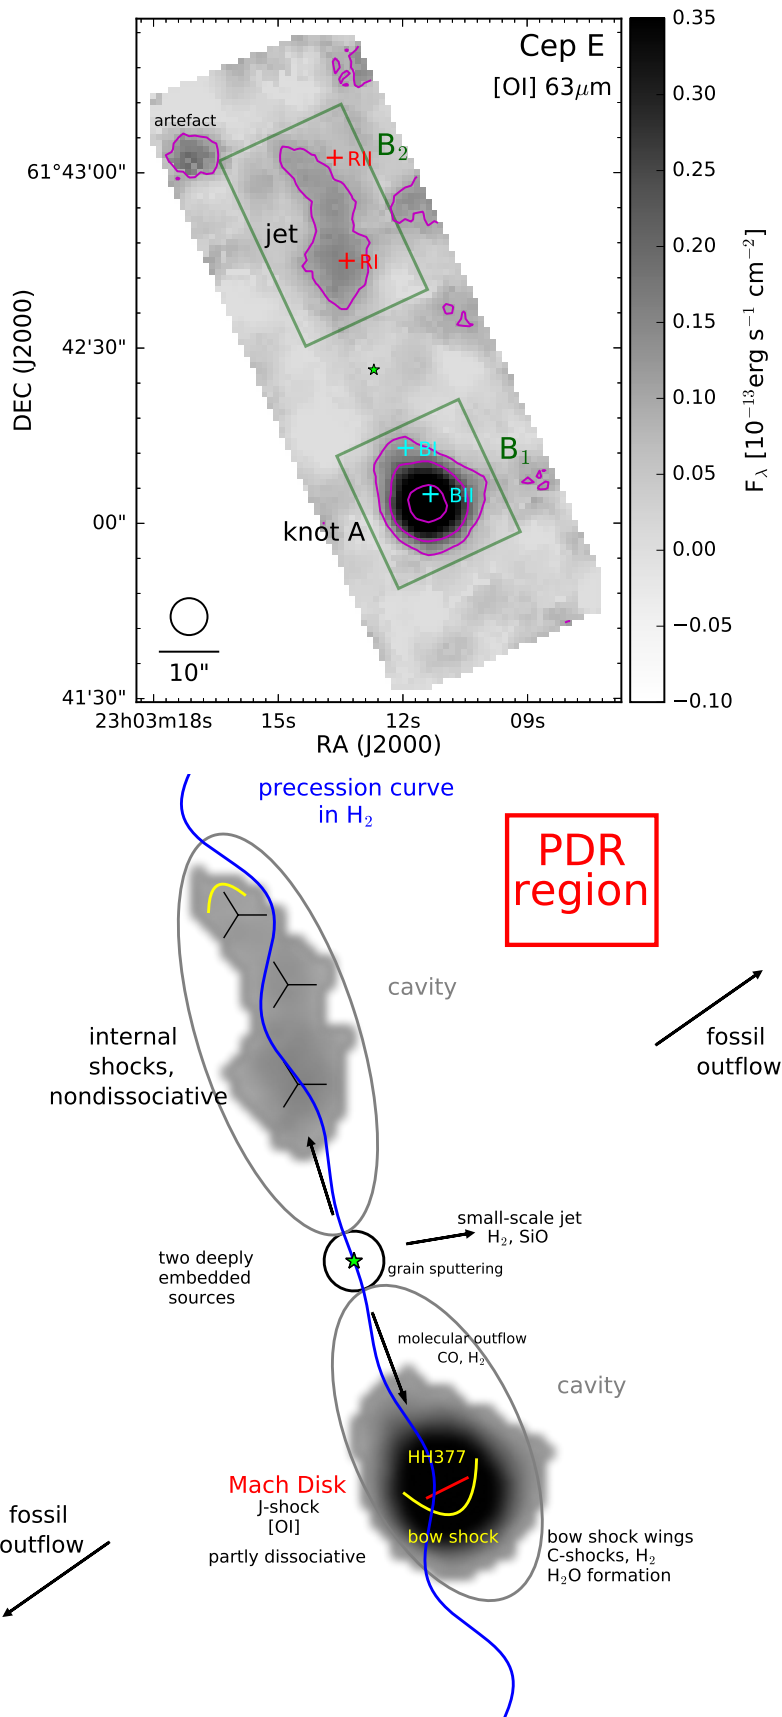 Cep E
[OI] 63μm
artefact
B₂
RII
jet
RI
BI
B₁
BII
knot A
10"
61°43'00"
42'30"
00"
41'30"
DEC (J2000)
23h03m18s 15s 12s 09s
RA (J2000)
0.35
0.30
0.25
0.20
0.15
0.10
0.05
0.00
−0.05
−0.10
F_λ [10⁻¹³erg s⁻¹ cm⁻²]
precession curve
in H₂
PDR
region
cavity
internal
shocks,
nondissociative
fossil
outflow
small-scale jet
H₂, SiO
grain sputtering
two deeply
embedded
sources
molecular outflow
CO, H₂
cavity
HH377
Mach Disk
J-shock
[OI]
partly dissociative
bow shock
bow shock wings
C-shocks, H₂
H₂O formation
fossil
outflow